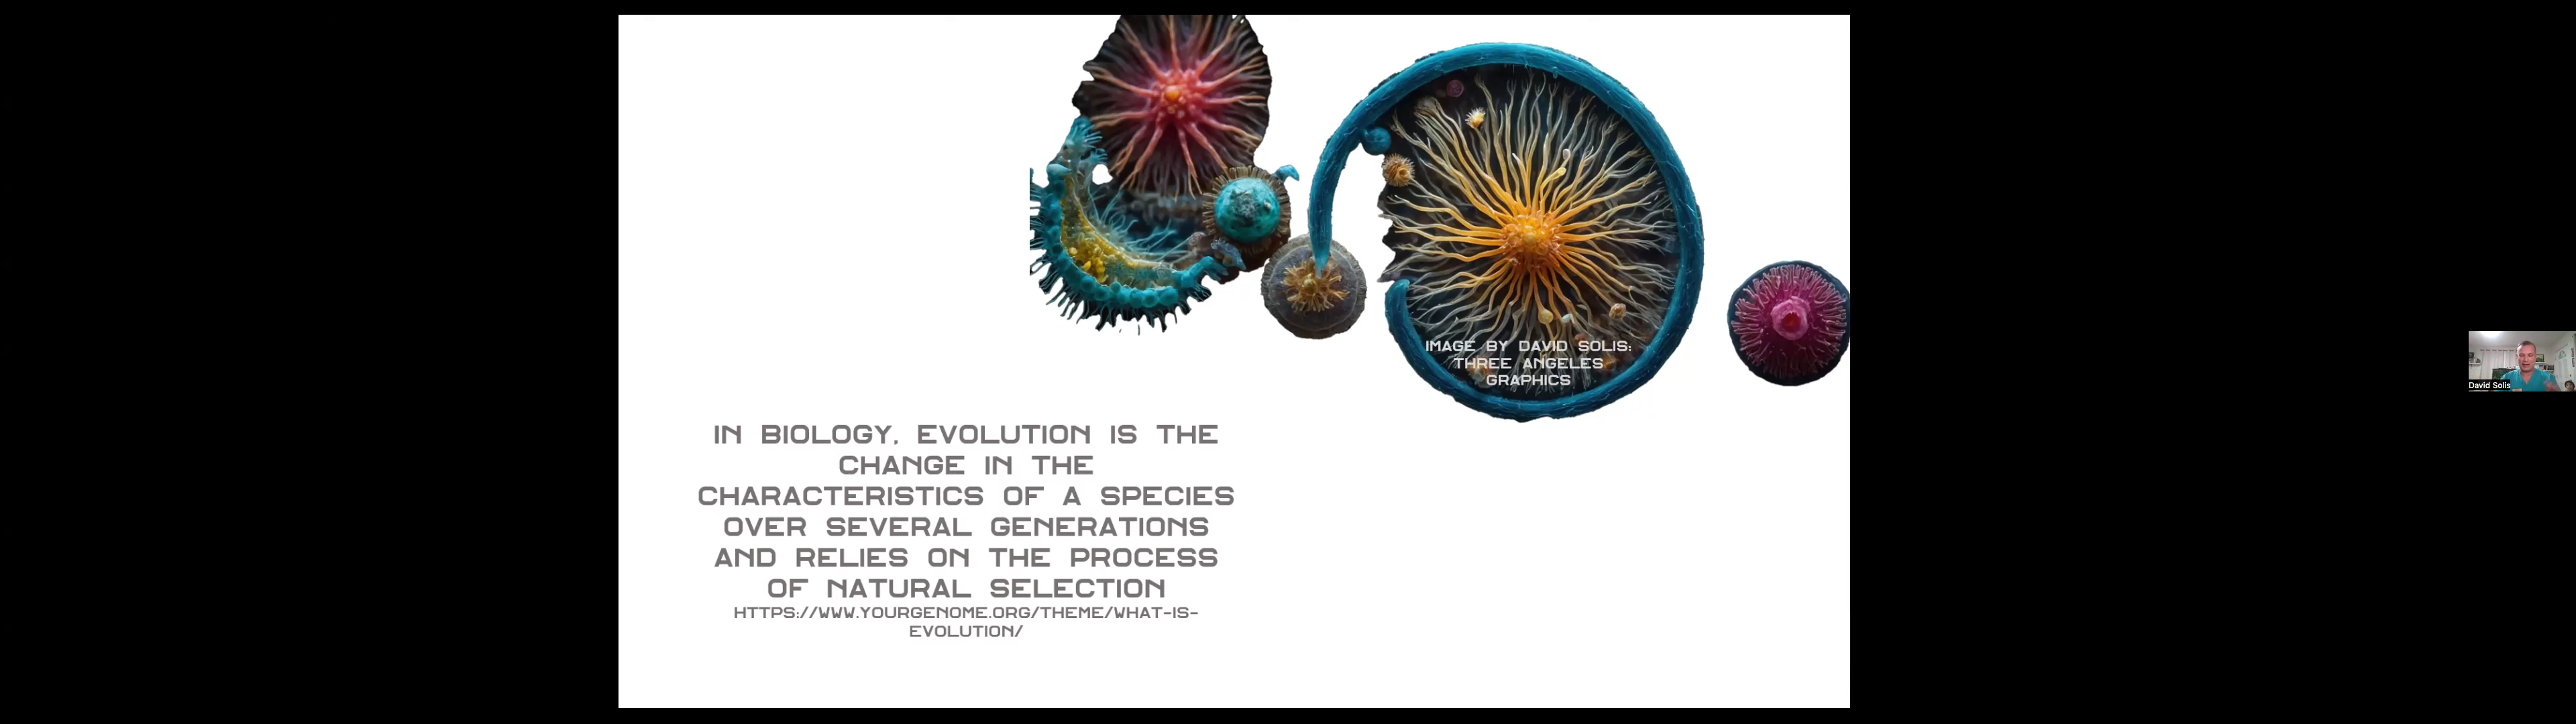 IMAGE BY DAVID SOLIS:
THREE ANGELES
GRAPHICS
IN BIOLOGY, EVOLUTION IS THE
CHANGE IN THE
CHARACTERISTICS OF A SPECIES
OVER SEVERAL GENERATIONS
AND RELIES ON THE PROCESS
OF NATURAL SELECTION
HTTPS://WWW.YOURGENOME.ORG/THEME/WHAT-IS-
EVOLUTION/
David Solis